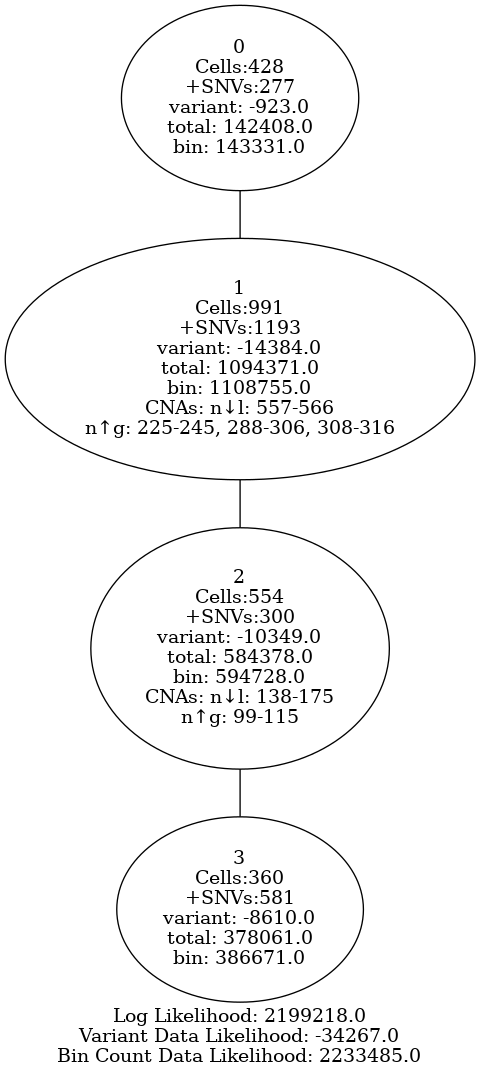 0
Cells:428
+SNVs:277
variant: -923.0
total: 142408.0
bin: 143331.0
1
Cells:991
+SNVs:1193
variant: -14384.0
total: 1094371.0
bin: 1108755.0
CNAs: n↓l: 557-566
n↑g: 225-245, 288-306, 308-316
2
Cells:554
+SNVs:300
variant: -10349.0
total: 584378.0
bin: 594728.0
CNAs: n↓l: 138-175
n↑g: 99-115
3
Cells:360
+SNVs:581
variant: -8610.0
total: 378061.0
bin: 386671.0
Log Likelihood: 2199218.0
Variant Data Likelihood: -34267.0
Bin Count Data Likelihood: 2233485.0